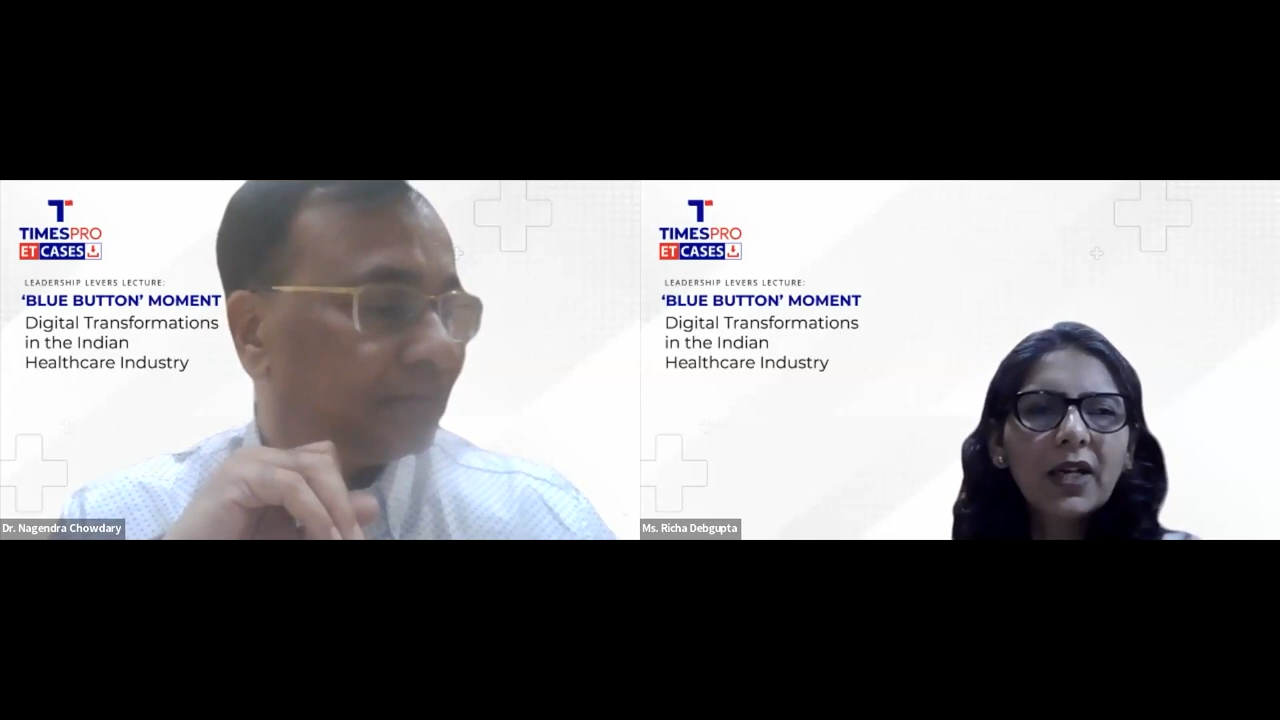 TIMESPRO
ET CASES
LEADERSHIP LEVERS LECTURE:
‘BLUE BUTTON’ MOMENT
Digital Transformations
in the Indian
Healthcare Industry
Dr. Nagendra Chowdary
TIMESPRO
ET CASES
LEADERSHIP LEVERS LECTURE:
‘BLUE BUTTON’ MOMENT
Digital Transformations
in the Indian
Healthcare Industry
Ms. Richa Debgupta